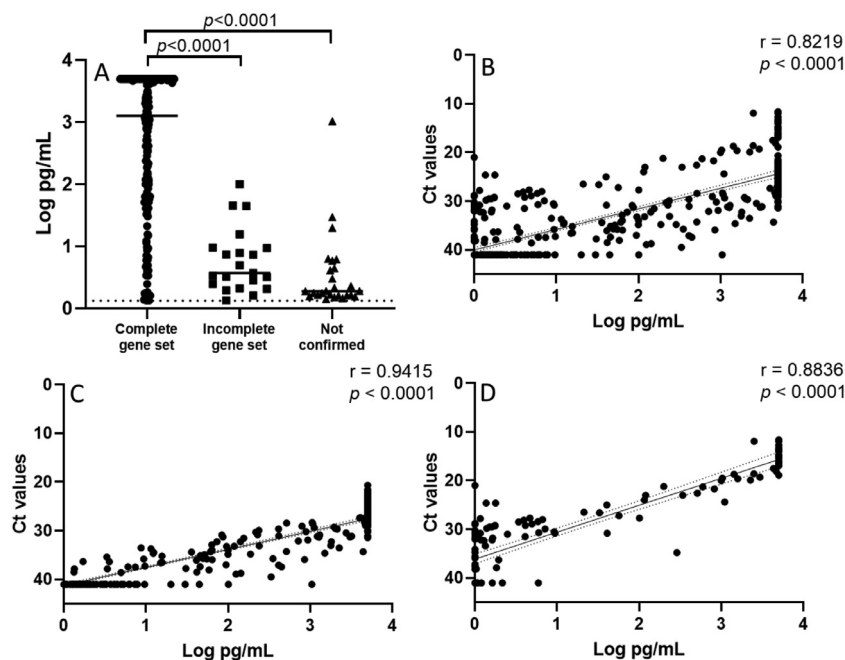 p<0.0001
p<0.0001
A
4
3
2
1
0
Log pg/mL
Complete gene set
Incomplete gene set
Not confirmed
B
r = 0.8219
p < 0.0001
0
10
20
30
40
Ct values
0 1 2 3 4
Log pg/mL
C
r = 0.9415
p < 0.0001
0
10
20
30
40
Ct values
0 1 2 3 4
Log pg/mL
D
r = 0.8836
p < 0.0001
0
10
20
30
40
Ct values
0 1 2 3 4
Log pg/mL